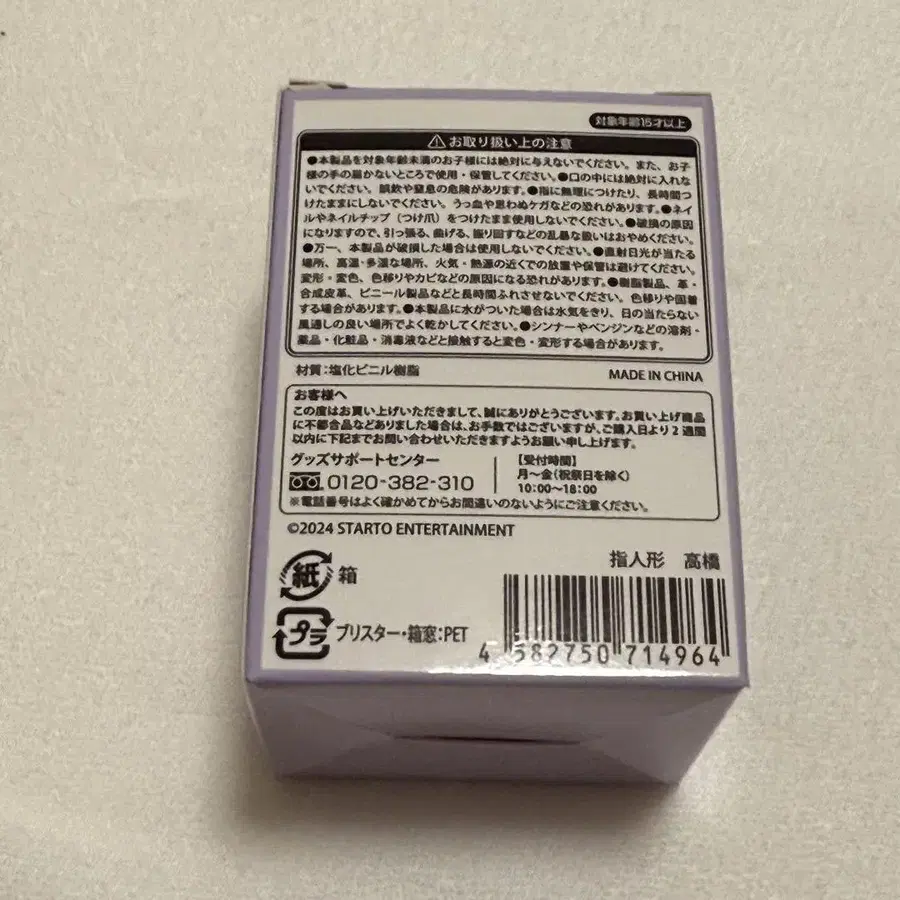 対象年齢15才以上
⚠お取り扱い上の注意
●本製品を対象年齢未満のお子様には絶対に与えないでください。また、お子
様の手の届かないところで使用・保管してください。●口の中には絶対に入れな
いでください。誤飲や窒息の危険があります。●指に無理につけたり、長時間つ
けたままにしないでください。うっ血や思わぬケガなどの恐れがあります。●ネイ
ルやネイルチップ（つけ爪）をつけたまま使用しないでください。●破損の原因
になりますので、引っ張る、曲げる、振り回すなどの乱暴な扱いはおやめください。
●万一、本製品が破損した場合は使用しないでください。●直射日光が当たる
場所、高温・多湿な場所、火気・熱源の近くでの放置や保管は避けてください。
変形・変色、色移りやカビなどの原因になる恐れがあります。●樹脂製品、革・
合成皮革、ビニール製品などと長時間ふれさせないでください。色移りや固着
する場合があります。●本製品に水がついた場合は水気をきり、日の当たらない
風通しの良い場所でよく乾かしてください。●シンナーやベンジンなどの溶剤・
薬品・化粧品・消毒液などと接触すると変色・変形する場合があります。
材質：塩化ビニル樹脂
MADE IN CHINA
お客様へ
この度はお買い上げいただきまして、誠にありがとうございます。お買い上げ商品
に不都合品などありました場合は、お手数ではございますが、ご購入日より2週間
以内に下記までお問い合わせいただきますようお願い申し上げます。
グッズサポートセンター
0120-382-310
【受付時間】
月〜金（祝祭日を除く）
10:00〜18:00
※電話番号はよく確かめてからお間違いのないようにご注意ください。
©2024 STARTO ENTERTAINMENT
指人形 高橋
紙 箱
プラ ブリスター・箱窓：PET
4 582750 714964